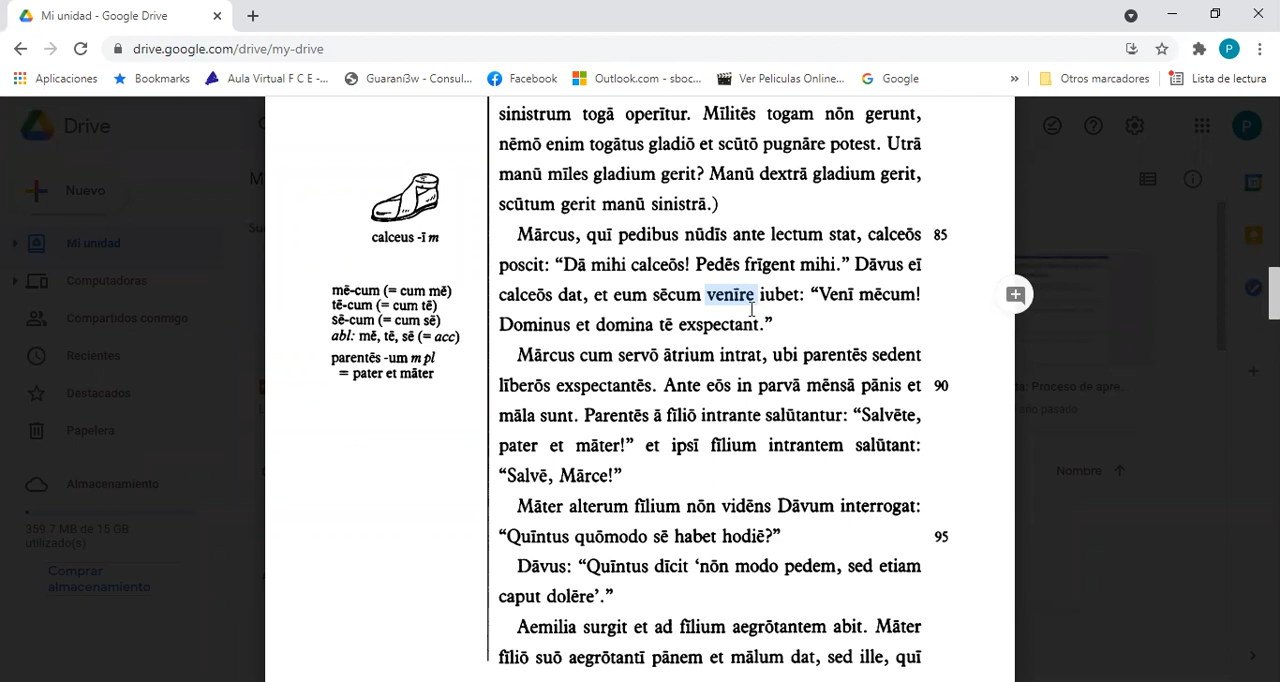 Mi unidad - Google Drive
drive.google.com/drive/my-drive
Aplicaciones Bookmarks Aula Virtual F C E -... Guarani3w - Consul... Facebook Outlook.com - sboc... Ver Peliculas Online... Google » Otros marcadores Lista de lectura
Drive
Nuevo
Mi unidad
Computadoras
Compartidos conmigo
Recientes
Destacados
Papelera
Almacenamiento
359.7 MB de 15 GB
utilizado(s)
Comprar
almacenamiento
calceus -ī m
mē-cum (= cum mē)
tē-cum (= cum tē)
sē-cum (= cum sē)
abl: mē, tē, sē (= acc)
parentēs -um m pl
= pater et māter
sinistrum togā operītur. Mīlitēs togam nōn gerunt,
nēmō enim togātus gladiō et scūtō pugnāre potest. Utrā
manū mīles gladium gerit? Manū dextrā gladium gerit,
scūtum gerit manū sinistrā.)
Mārcus, quī pedibus nūdīs ante lectum stat, calceōs 85
poscit: “Dā mihi calceōs! Pedēs frīgent mihi.” Dāvus eī
calceōs dat, et eum sēcum venīre iubet: “Venī mēcum!
Dominus et domina tē exspectant.”
Mārcus cum servō ātrium intrat, ubi parentēs sedent
līberōs exspectantēs. Ante eōs in parvā mēnsā pānis et 90
māla sunt. Parentēs ā fīliō intrante salūtantur: “Salvēte,
pater et māter!” et ipsī fīlium intrantem salūtant:
“Salvē, Mārce!”
Māter alterum fīlium nōn vidēns Dāvum interrogat:
“Quīntus quōmodo sē habet hodiē?” 95
Dāvus: “Quīntus dīcit ‘nōn modo pedem, sed etiam
caput dolēre’.”
Aemilia surgit et ad fīlium aegrōtantem abit. Māter
fīliō suō aegrōtantī pānem et mālum dat, sed ille, quī
P
P
ta: Proceso de apre...
año pasado
Nombre